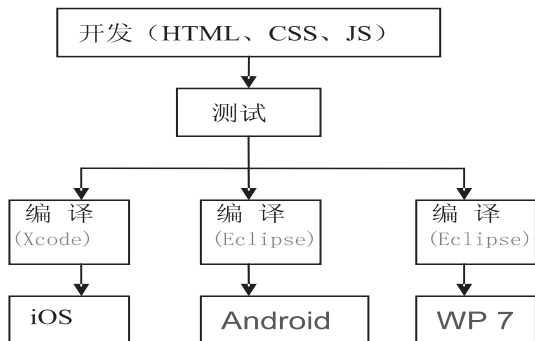 开发（HTML、CSS、JS）
测试
编 译
(Xcode)
编 译
(Eclipse)
编 译
(Eclipse)
iOS
Android
WP 7